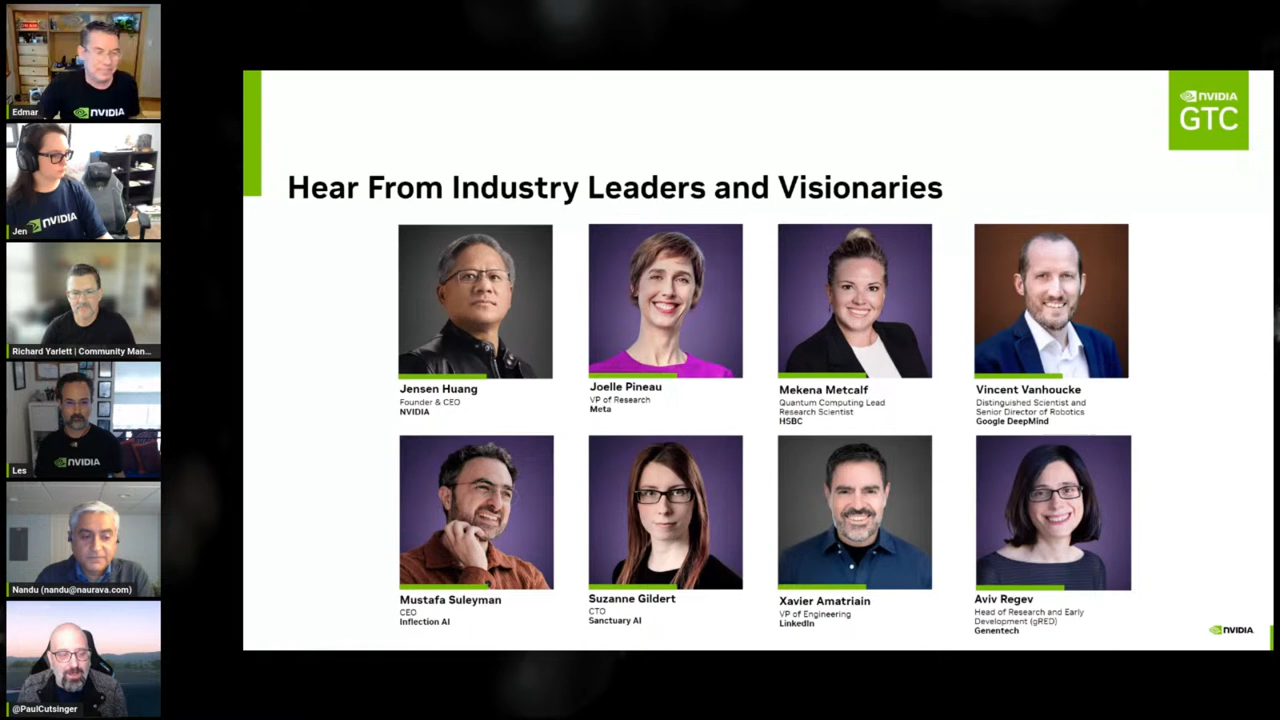 Edmar
NVIDIA
Jen
NVIDIA
Richard Yarlett | Community Man...
Les
NVIDIA
Nandu (nandu@naurava.com)
@PaulCutsinger
NVIDIA
GTC
Hear From Industry Leaders and Visionaries
Jensen Huang
Founder & CEO
NVIDIA
Joelle Pineau
VP of Research
Meta
Mekena Metcalf
Quantum Computing Lead
Research Scientist
HSBC
Vincent Vanhoucke
Distinguished Scientist and
Senior Director of Robotics
Google DeepMind
Mustafa Suleyman
CEO
Inflection AI
Suzanne Gildert
CTO
Sanctuary AI
Xavier Amatriain
VP of Engineering
LinkedIn
Aviv Regev
Head of Research and Early
Development (gRED)
Genentech
NVIDIA